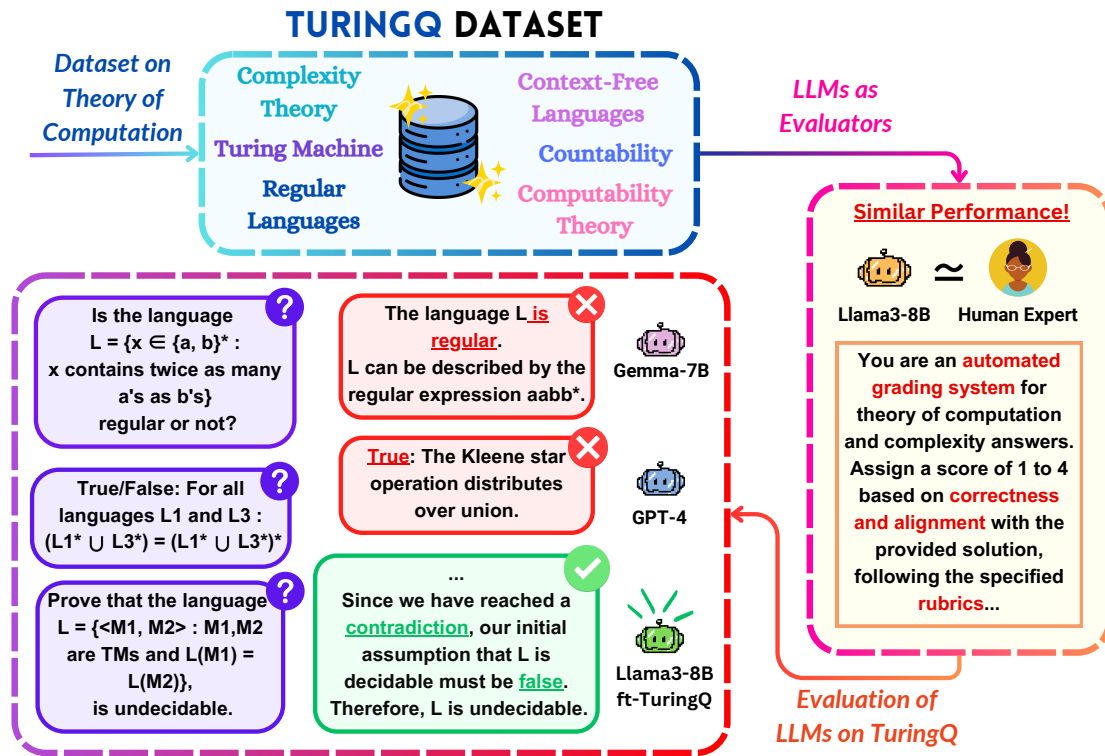 TURINGQ DATASET
Dataset on
Theory of
Computation
Complexity
Theory
Turing Machine
Regular
Languages
Context-Free
Languages
Countability
Computability
Theory
LLMs as
Evaluators
Similar Performance!
≃
Llama3-8B
Human Expert
You are an automated
grading system for
theory of computation
and complexity answers.
Assign a score of 1 to 4
based on correctness
and alignment with the
provided solution,
following the specified
rubrics...
Evaluation of
LLMs on TuringQ
?
Is the language
L = {x ∈ {a, b}* :
x contains twice as many
a's as b's}
regular or not?
The language L is
regular.
L can be described by the
regular expression aabb*.
Gemma-7B
?
True/False: For all
languages L1 and L3 :
(L1* ∪ L3*) = (L1* ∪ L3*)*
True: The Kleene star
operation distributes
over union.
GPT-4
?
Prove that the language
L = {<M1, M2> : M1,M2
are TMs and L(M1) =
L(M2)},
is undecidable.
...
Since we have reached a
contradiction, our initial
assumption that L is
decidable must be false.
Therefore, L is undecidable.
Llama3-8B
ft-TuringQ